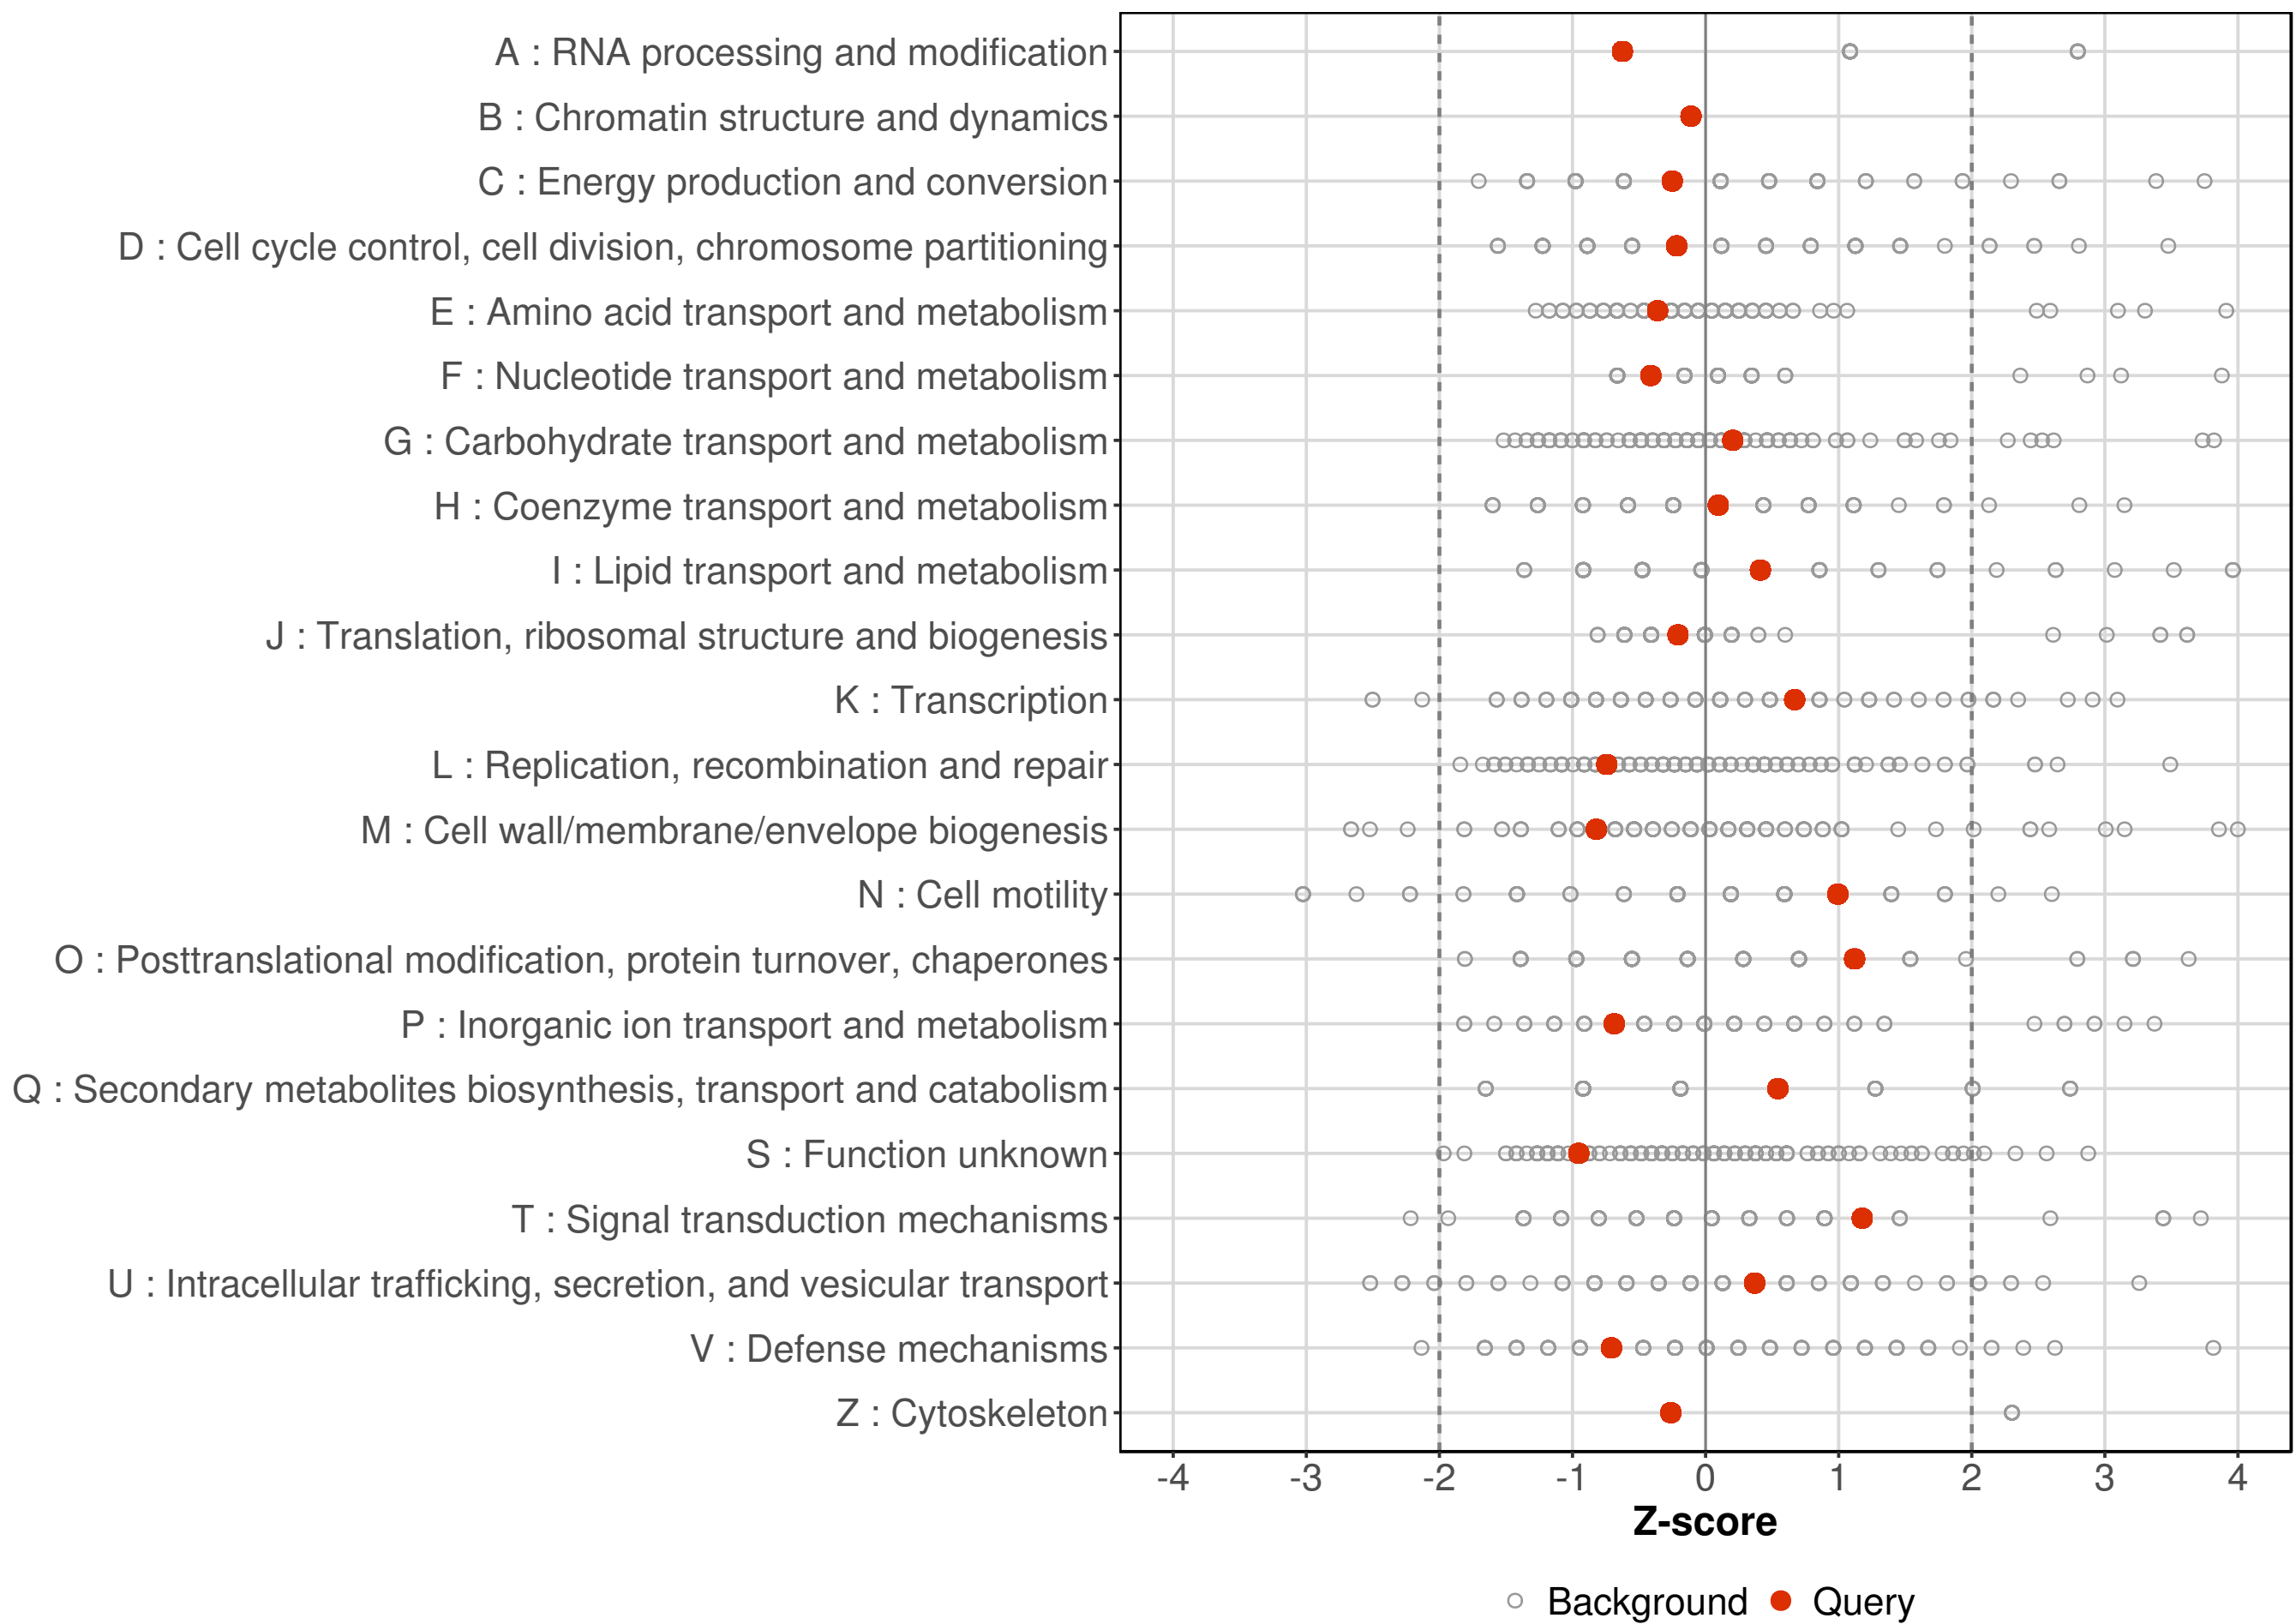 A : RNA processing and modification
B : Chromatin structure and dynamics
C : Energy production and conversion
D : Cell cycle control, cell division, chromosome partitioning
E : Amino acid transport and metabolism
F : Nucleotide transport and metabolism
G : Carbohydrate transport and metabolism
H : Coenzyme transport and metabolism
I : Lipid transport and metabolism
J : Translation, ribosomal structure and biogenesis
K : Transcription
L : Replication, recombination and repair
M : Cell wall/membrane/envelope biogenesis
N : Cell motility
O : Posttranslational modification, protein turnover, chaperones
P : Inorganic ion transport and metabolism
Q : Secondary metabolites biosynthesis, transport and catabolism
S : Function unknown
T : Signal transduction mechanisms
U : Intracellular trafficking, secretion, and vesicular transport
V : Defense mechanisms
Z : Cytoskeleton
-4 -3 -2 -1 0 1 2 3 4
Z-score
Background Query